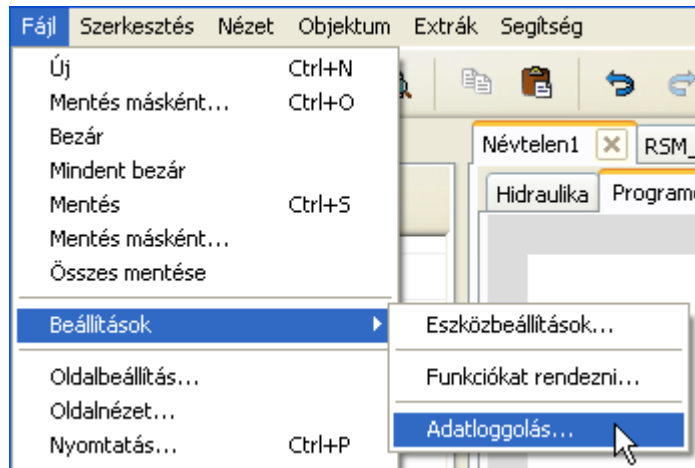 Fájl Szerkesztés Nézet Objektum Extrák Segítség
Új Ctrl+N
Mentés másként... Ctrl+O
Bezár
Mindent bezár
Mentés Ctrl+S
Mentés másként...
Összes mentése
Beállítások
Oldalbeállítás...
Oldalnézet...
Nyomtatás... Ctrl+P
Névtelen1 RSM_
Hidraulika Program
Eszközbeállítások...
Funkciókat rendezni...
Adatloggolás...